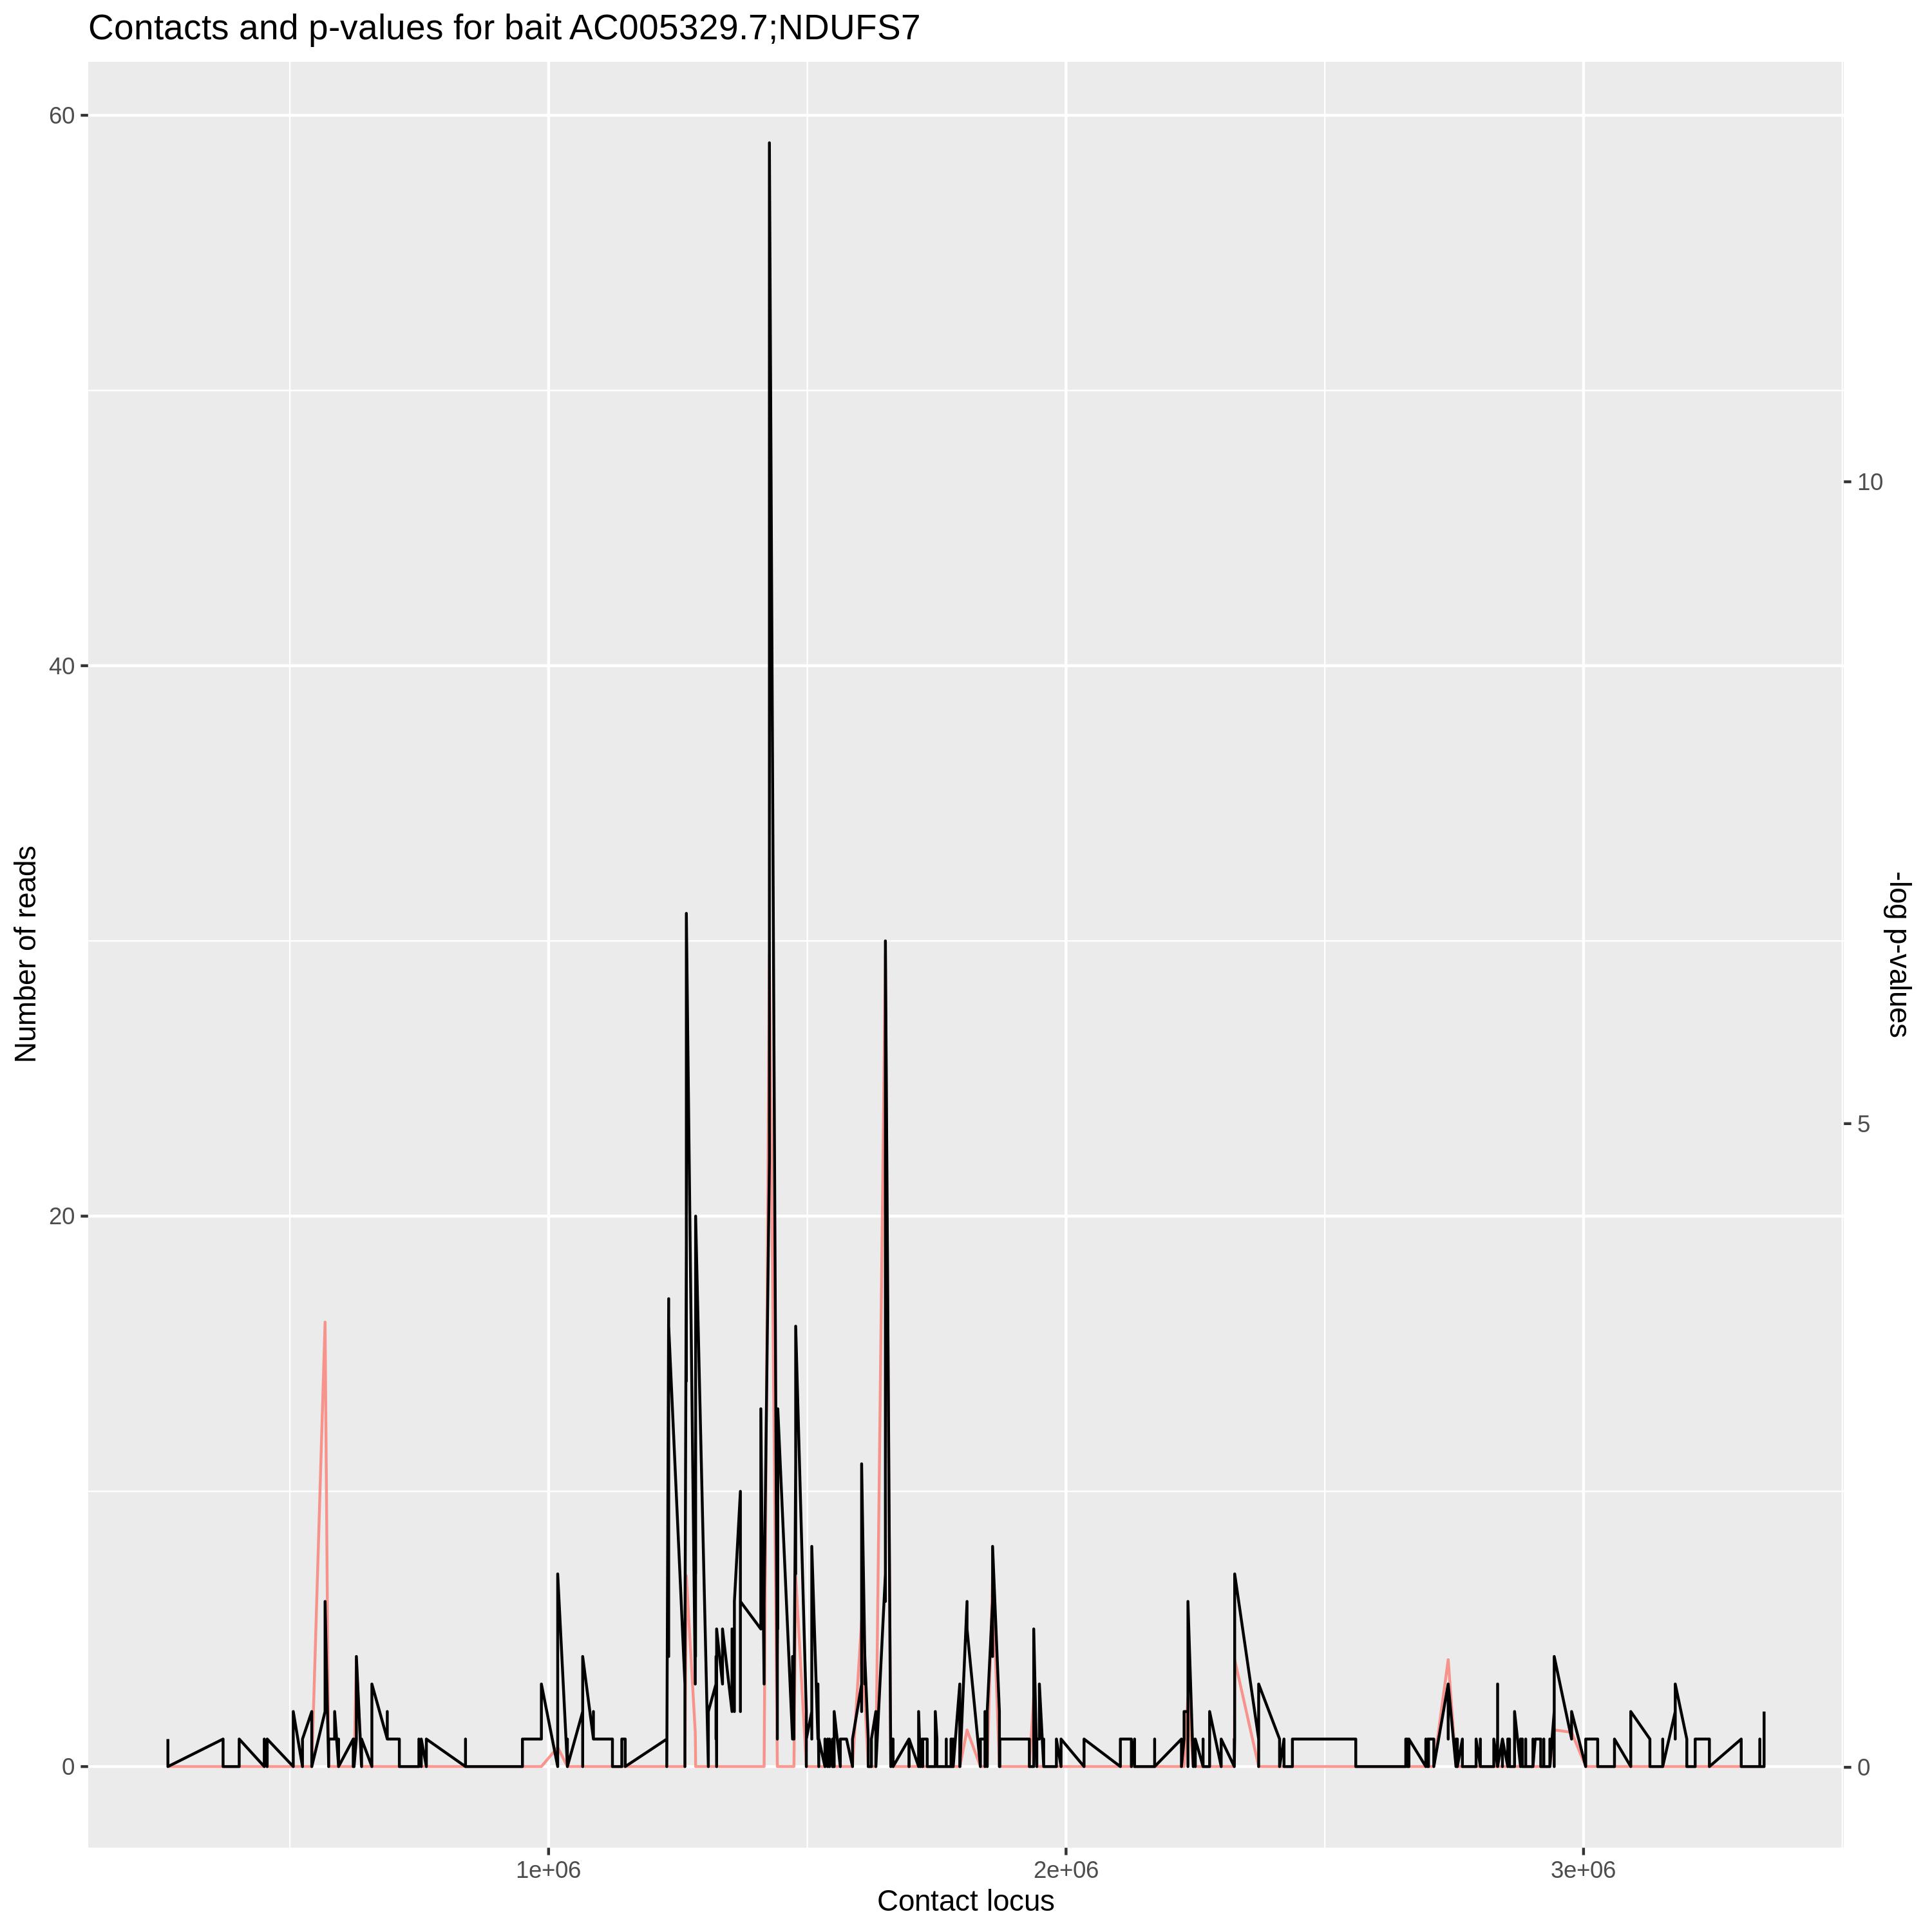 Contacts and p-values for bait AC005329.7;NDUFS7
60
40
20
0
Number of reads
10
5
0
-log p-values
1e+06
2e+06
3e+06
Contact locus